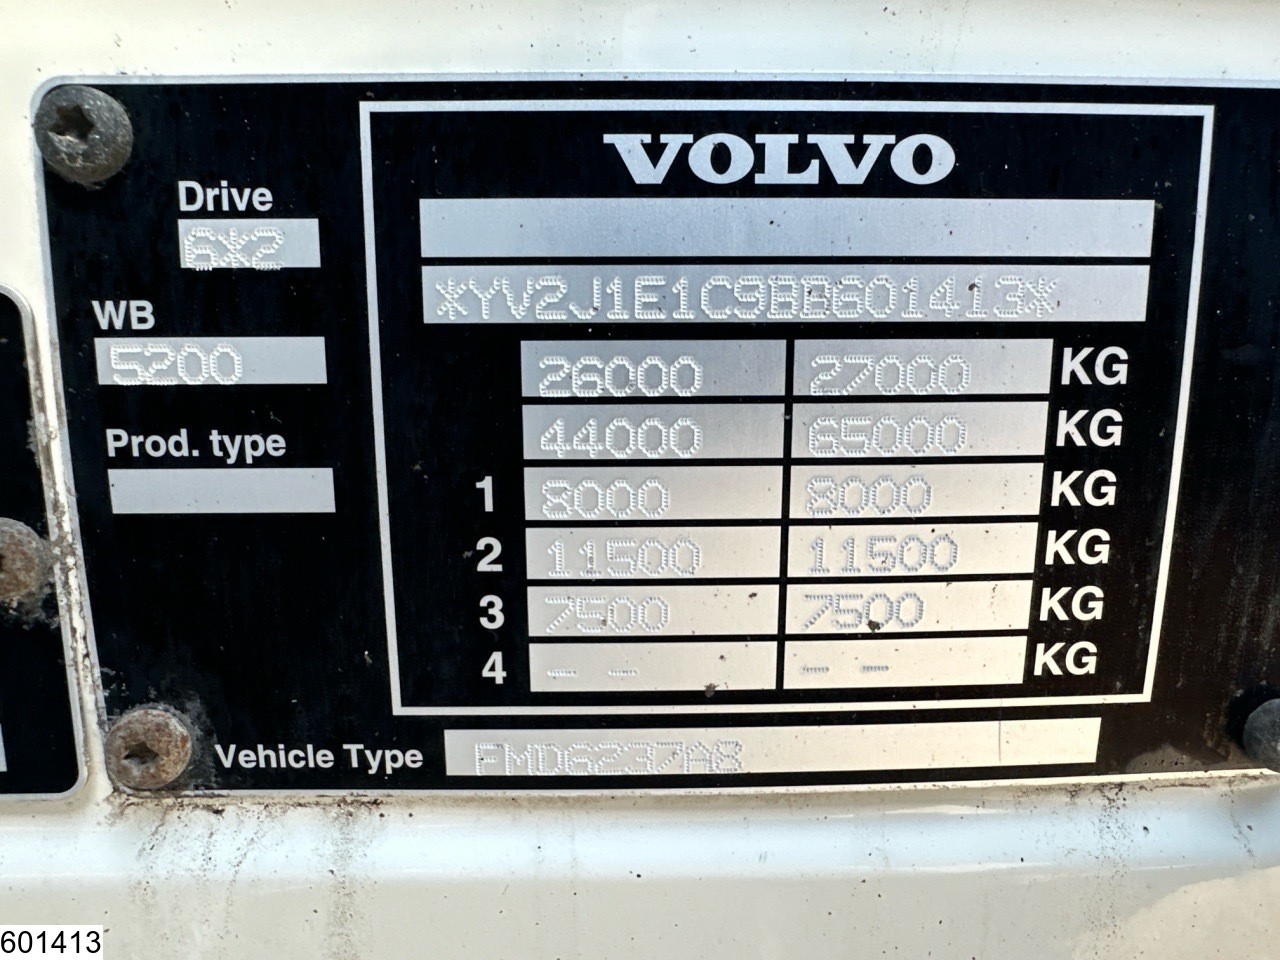 VOLVO
Drive
6X2
*YV2J1E1C9BB601413*
WB
5200
26000 27000 KG
44000 65000 KG
Prod. type
1 8000 8000 KG
2 11500 11500 KG
3 7500 7500 KG
4 -- -- KG
Vehicle Type FMD6237A8
601413